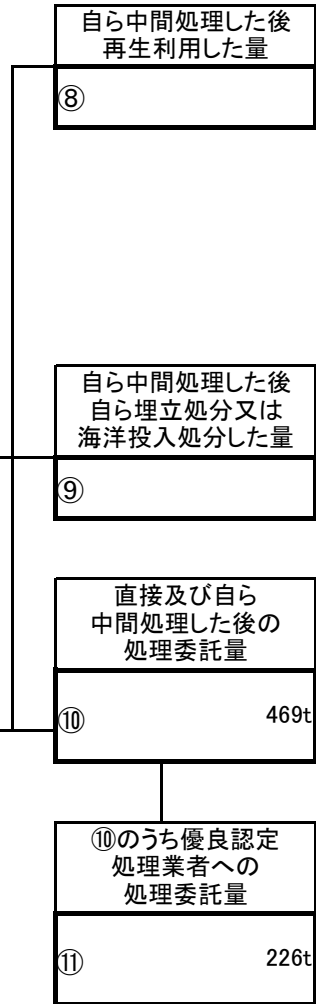 自ら中間処理した後
再生利用した量
⑧
自ら中間処理した後
自ら埋立処分又は
海洋投入処分した量
⑨
直接及び自ら
中間処理した後の
処理委託量
⑩ 469t
⑩のうち優良認定
処理業者への
処理委託量
⑪ 226t